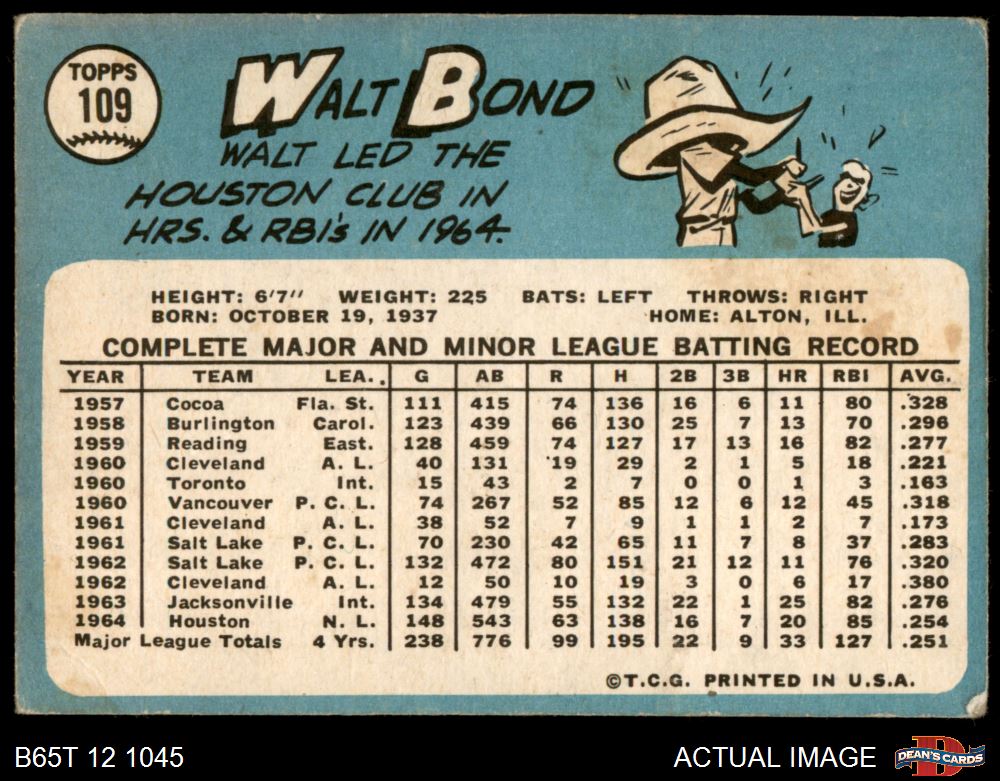 TOPPS
109
WALT BOND
WALT LED THE
HOUSTON CLUB IN
HRS. & RBI's IN 1964.
HEIGHT: 6'7" WEIGHT: 225 BATS: LEFT THROWS: RIGHT
BORN: OCTOBER 19, 1937 HOME: ALTON, ILL.
COMPLETE MAJOR AND MINOR LEAGUE BATTING RECORD
YEAR TEAM LEA. G AB R H 2B 3B HR RBI AVG.
1957 Cocoa Fla. St. 111 415 74 136 16 6 11 80 .328
1958 Burlington Carol. 123 439 66 130 25 7 13 70 .296
1959 Reading East. 128 459 74 127 17 13 16 82 .277
1960 Cleveland A. L. 40 131 19 29 2 1 5 18 .221
1960 Toronto Int. 15 43 2 7 0 0 1 3 .163
1960 Vancouver P. C. L. 74 267 52 85 12 6 12 45 .318
1961 Cleveland A. L. 38 52 7 9 1 1 2 7 .173
1961 Salt Lake P. C. L. 70 230 42 65 11 7 8 37 .283
1962 Salt Lake P. C. L. 132 472 80 151 21 12 11 76 .320
1962 Cleveland A. L. 12 50 10 19 3 0 6 17 .380
1963 Jacksonville Int. 134 479 55 132 22 1 25 82 .276
1964 Houston N. L. 148 543 63 138 16 7 20 85 .254
Major League Totals 4 Yrs. 238 776 99 195 22 9 33 127 .251
©T.C.G. PRINTED IN U.S.A.
B65T 12 1045
ACTUAL IMAGE
DEAN'S CARDS